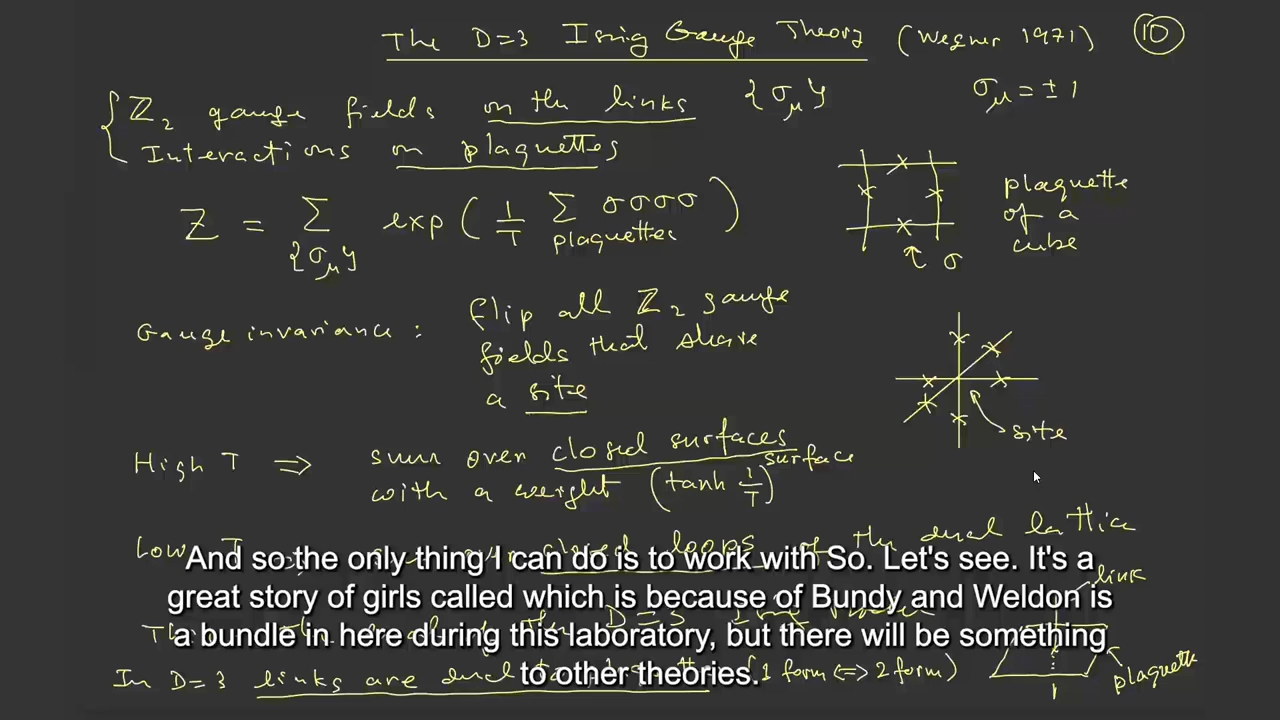 The D=3 Ising Gauge Theory (Wegner 1971) 10
ℤ₂ gauge fields on the links {σμ} σμ = ±1
Interactions on plaquettes
Z = Σ{σμ} exp( 1/T Σplaquettes σσσσ )
plaquette
of a
cube
σ
Gauge invariance : flip all ℤ₂ gauge
fields that share
a site
site
High T ⇒ sum over closed surfaces
with a weight (tanh 1/T)^surface
Low T closed loops of the dual lattice
And so the only thing I can do is to work with So. Let's see. It's a
link
great story of girls called which is because of Bundy and Weldon is
D=3
a bundle in here during this laboratory, but there will be something
plaquette
In D=3 links are dual (1 form ⇔ 2 form)
to other theories.